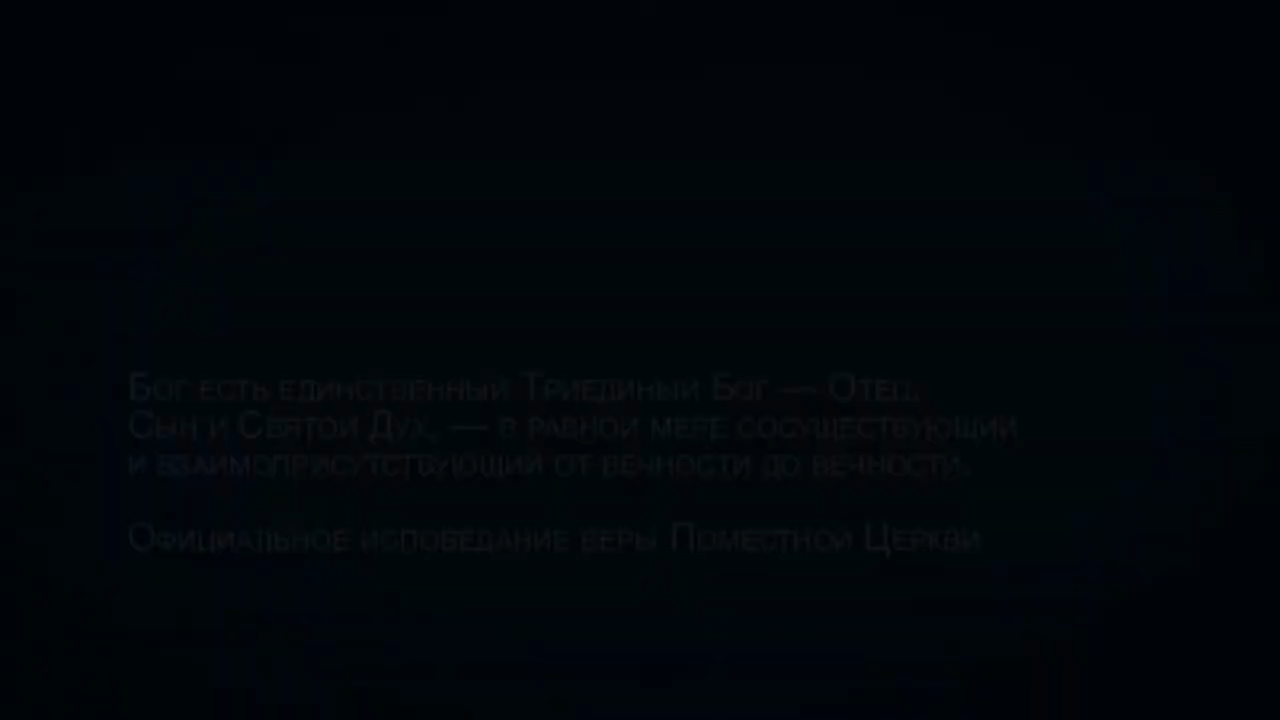 Бог есть единственный Триединый Бог — Отец,
Сын и Святой Дух, — в равной мере сосуществующий
и взаимоприсутствующий от вечности до вечности.
Официальное исповедание веры Поместной Церкви